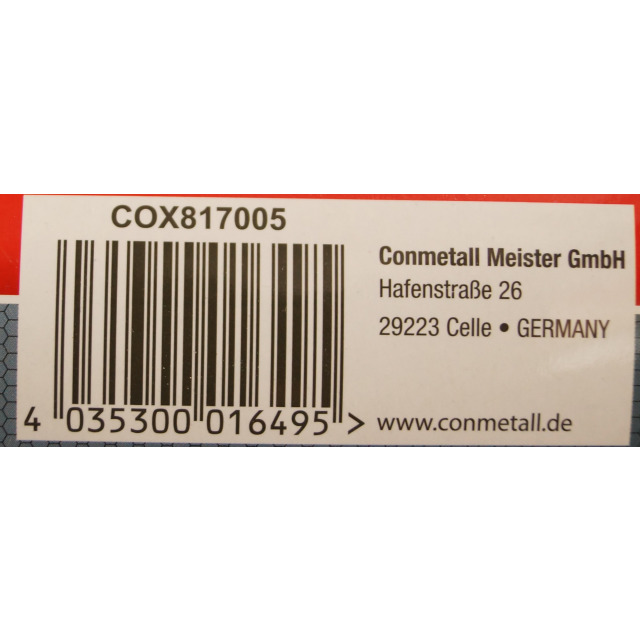 COX817005
4 035300 016495 >
Conmetall Meister GmbH
Hafenstraße 26
29223 Celle • GERMANY
www.conmetall.de